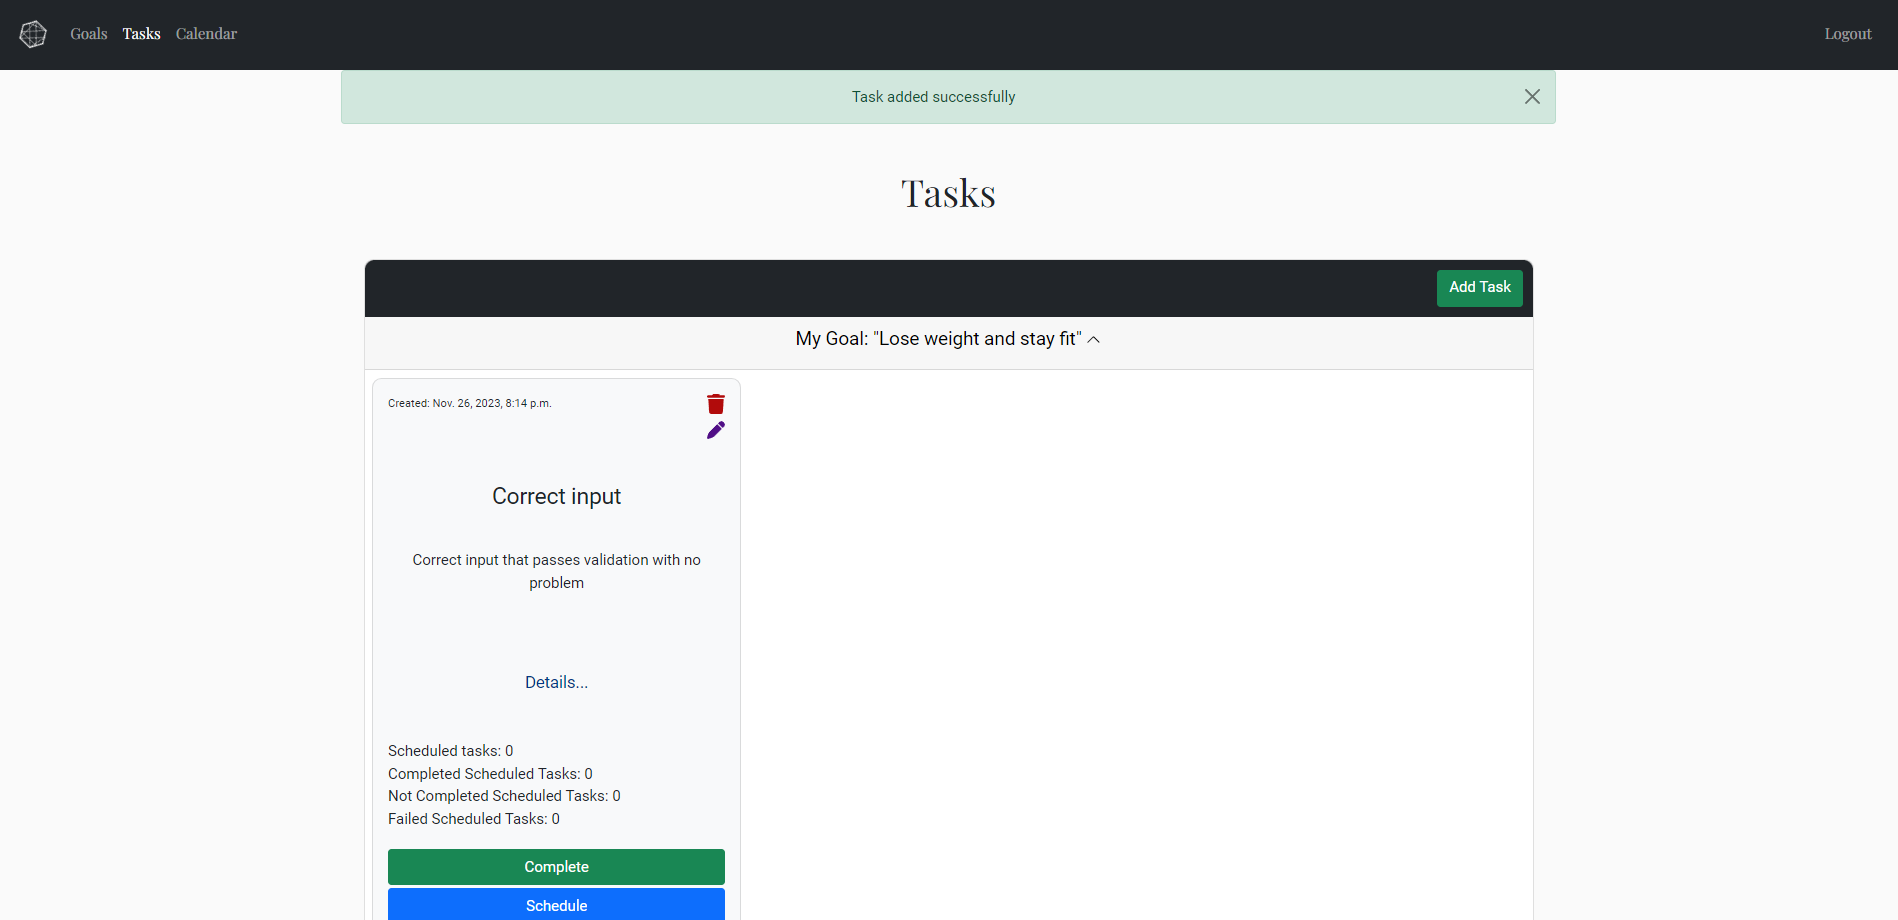 Goals Tasks Calendar Logout
Task added successfully
Tasks
Add Task
My Goal: "Lose weight and stay fit"
Created: Nov. 26, 2023, 8:14 p.m.
Correct input
Correct input that passes validation with no
problem
Details...
Scheduled tasks: 0
Completed Scheduled Tasks: 0
Not Completed Scheduled Tasks: 0
Failed Scheduled Tasks: 0
Complete
Schedule